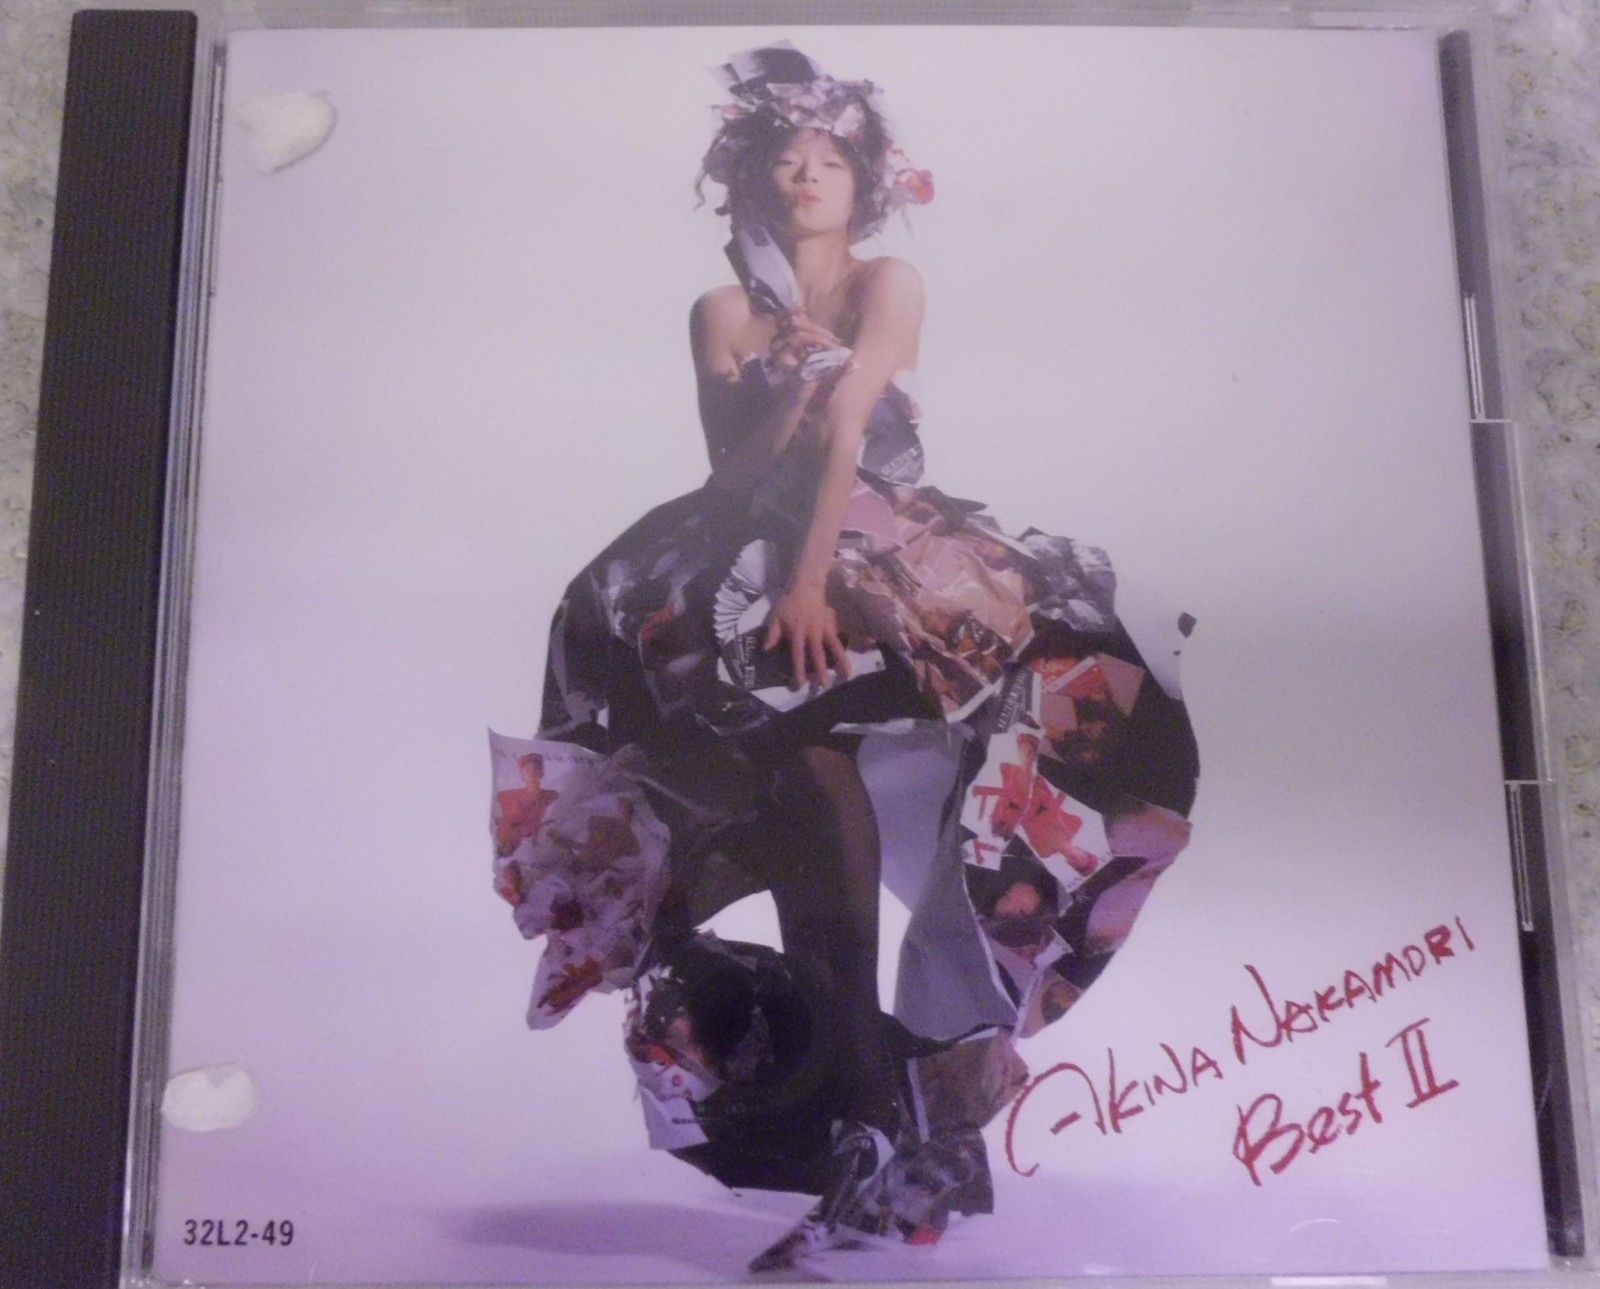 AKINA NAKAMORI
Best II
32L2-49